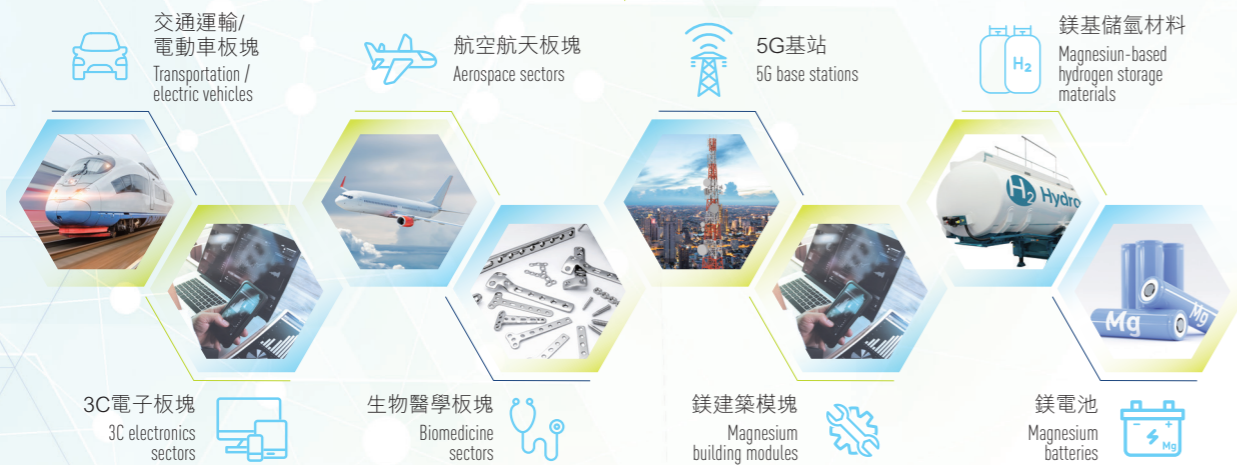 交通運輸/
電動車板塊
Transportation /
electric vehicles
航空航天板塊
Aerospace sectors
5G基站
5G base stations
鎂基儲氫材料
Magnesiun-based
hydrogen storage
materials
H₂
H₂ Hydro
Mg
Mg
3C電子板塊
3C electronics
sectors
生物醫學板塊
Biomedicine
sectors
鎂建築模塊
Magnesium
building modules
鎂電池
Magnesium
batteries
- +
Mg